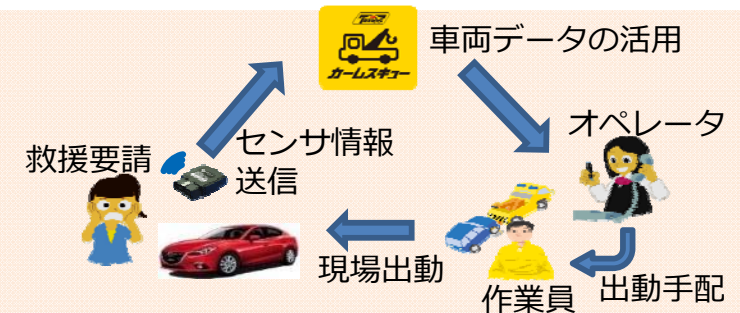 車両データの活用
カームスキュー
オペレータ
救援要請
センサ情報
送信
現場出動
作業員
出動手配